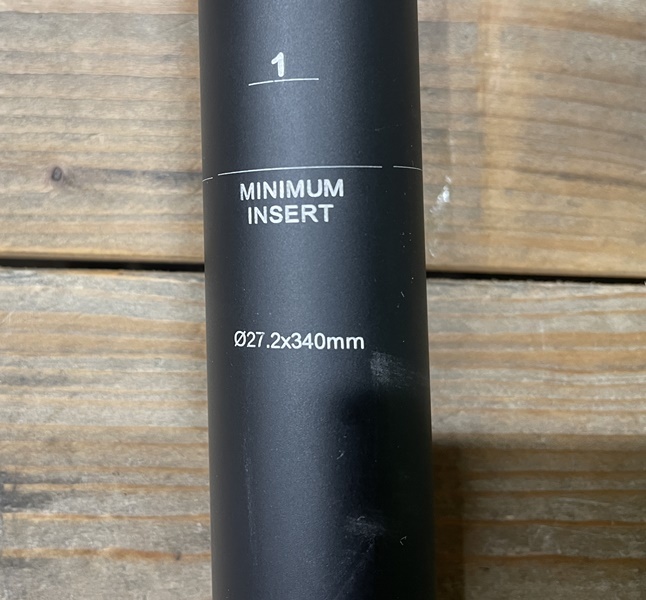 1
MINIMUM
INSERT
Ø27.2x340mm